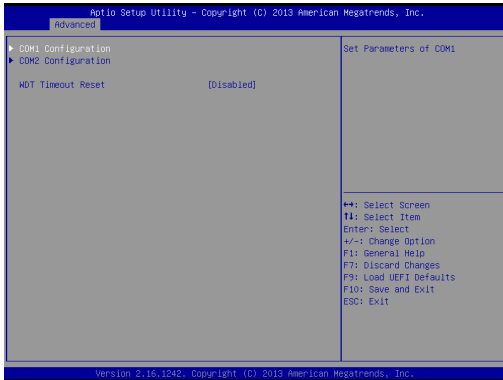 Aptio Setup Utility – Copyright (C) 2013 American Megatrends, Inc.
Advanced
▶ COM1 Configuration
▶ COM2 Configuration
WDT Timeout Reset [Disabled]
Set Parameters of COM1
↔: Select Screen
↑↓: Select Item
Enter: Select
+/-: Change Option
F1: General Help
F7: Discard Changes
F9: Load UEFI Defaults
F10: Save and Exit
ESC: Exit
Version 2.16.1242. Copyright (C) 2013 American Megatrends, Inc.